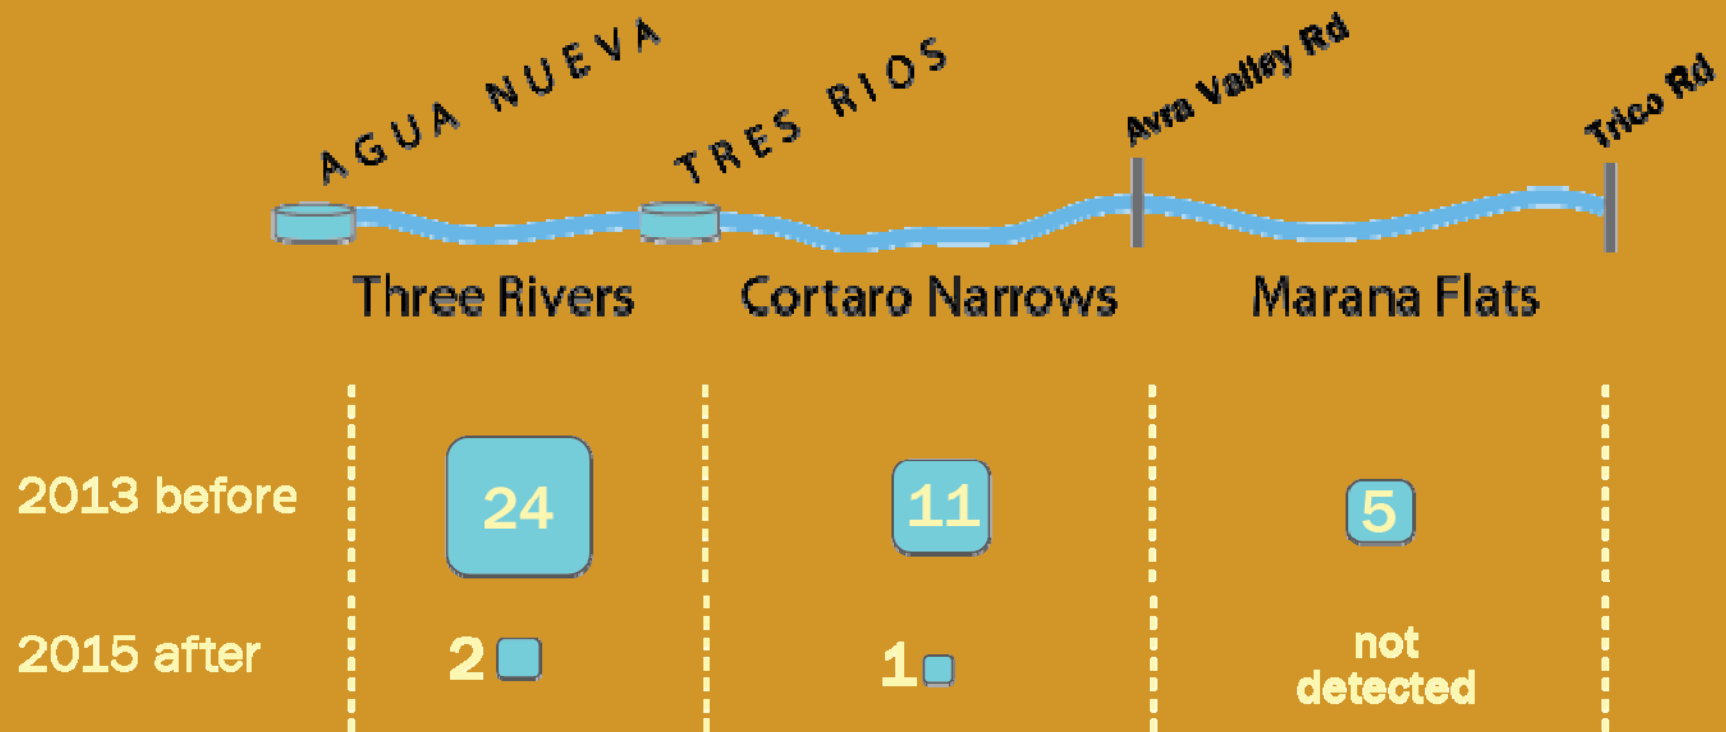 AGUA NUEVA
TRES RIOS
Avra Valley Rd
Trico Rd
Three Rivers
Cortaro Narrows
Marana Flats
2013 before
24
11
5
2015 after
2
1
not
detected